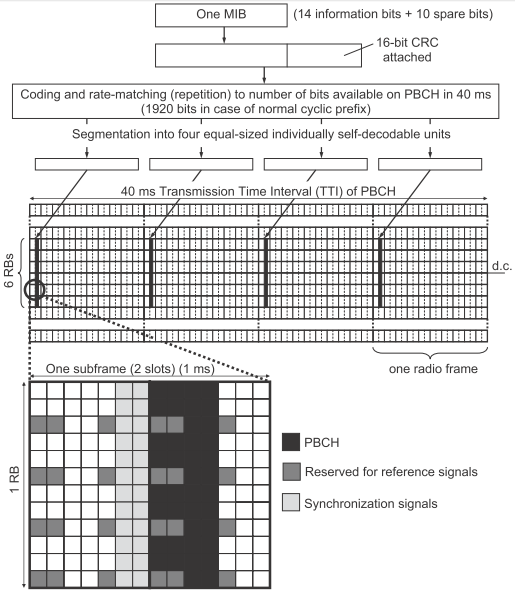 One MIB
(14 information bits + 10 spare bits)
16-bit CRC
attached
Coding and rate-matching (repetition) to number of bits available on PBCH in 40 ms
(1920 bits in case of normal cyclic prefix)
Segmentation into four equal-sized individually self-decodable units
40 ms Transmission Time Interval (TTI) of PBCH
6 RBs
d.c.
one radio frame
One subframe (2 slots) (1 ms)
1 RB
PBCH
Reserved for reference signals
Synchronization signals